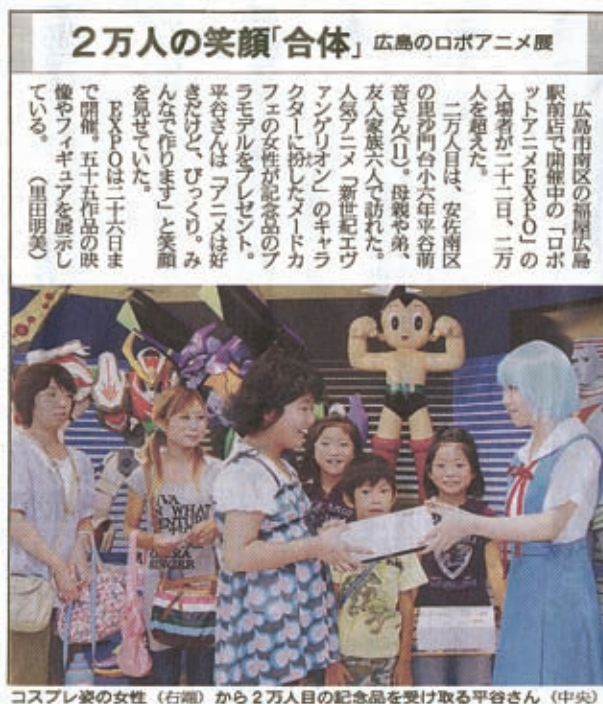 2万人の笑顔「合体」 広島のロボアニメ展
広島市南区の福屋広島
駅前店で開催中の「ロボ
ットアニメEXPO」の
入場者が二十二日、二万
人を超えた。
二万人目は、安佐南区
の毘沙門台小六年平谷萌
音さん(11)。母親や弟、
友人家族六人で訪れた。
人気アニメ「新世紀エヴ
ァンゲリオン」のキャラ
クターに扮したメードカ
フェの女性が記念品のプ
ラモデルをプレゼント。
平谷さんは「アニメは好
きだけど、びっくり。み
んなで作ります」と笑顔
を見せていた。
EXPOは二十六日ま
で開催。五十五作品の映
像やフィギュアを展示し
ている。 (里田明美)
VIVA
WHAT
コスプレ姿の女性(右端)から2万人目の記念品を受け取る平谷さん(中央)